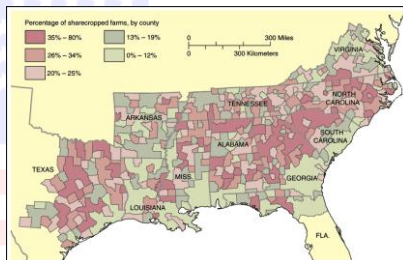 Percentage of sharecropped farms, by county
35% – 80%
26% – 34%
20% – 25%
13% – 19%
0% – 12%
0
300 Miles
0
300 Kilometers
VIRGINIA
NORTH
CAROLINA
TENNESSEE
ARKANSAS
SOUTH
CAROLINA
ALABAMA
TEXAS
MISS.
GEORGIA
LOUISIANA
FLA.